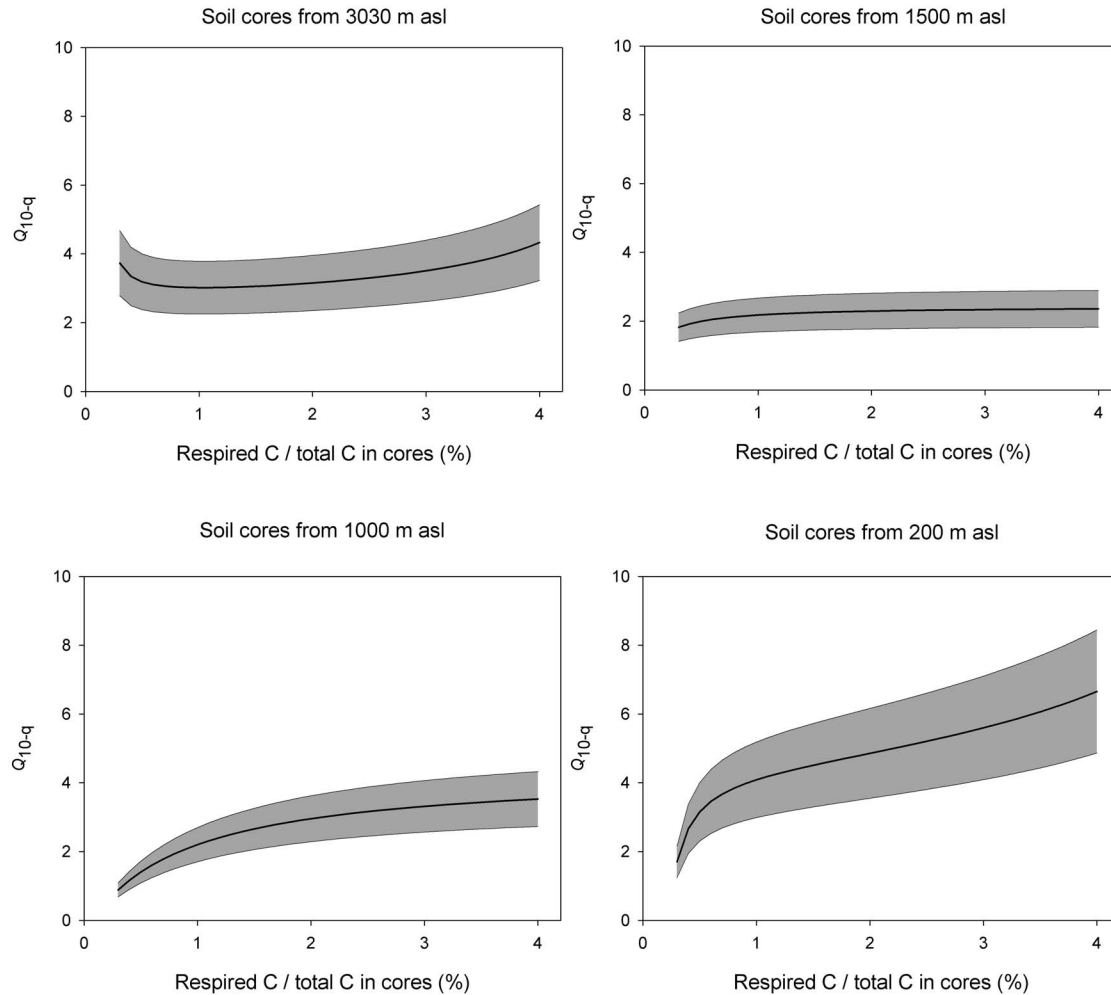 Soil cores from 3030 m asl
10
8
6
4
2
0
Q10-q
0 1 2 3 4
Respired C / total C in cores (%)
Soil cores from 1500 m asl
10
8
6
4
2
0
Q10-q
0 1 2 3 4
Respired C / total C in cores (%)
Soil cores from 1000 m asl
10
8
6
4
2
0
Q10-q
0 1 2 3 4
Respired C / total C in cores (%)
Soil cores from 200 m asl
10
8
6
4
2
0
Q10-q
0 1 2 3 4
Respired C / total C in cores (%)